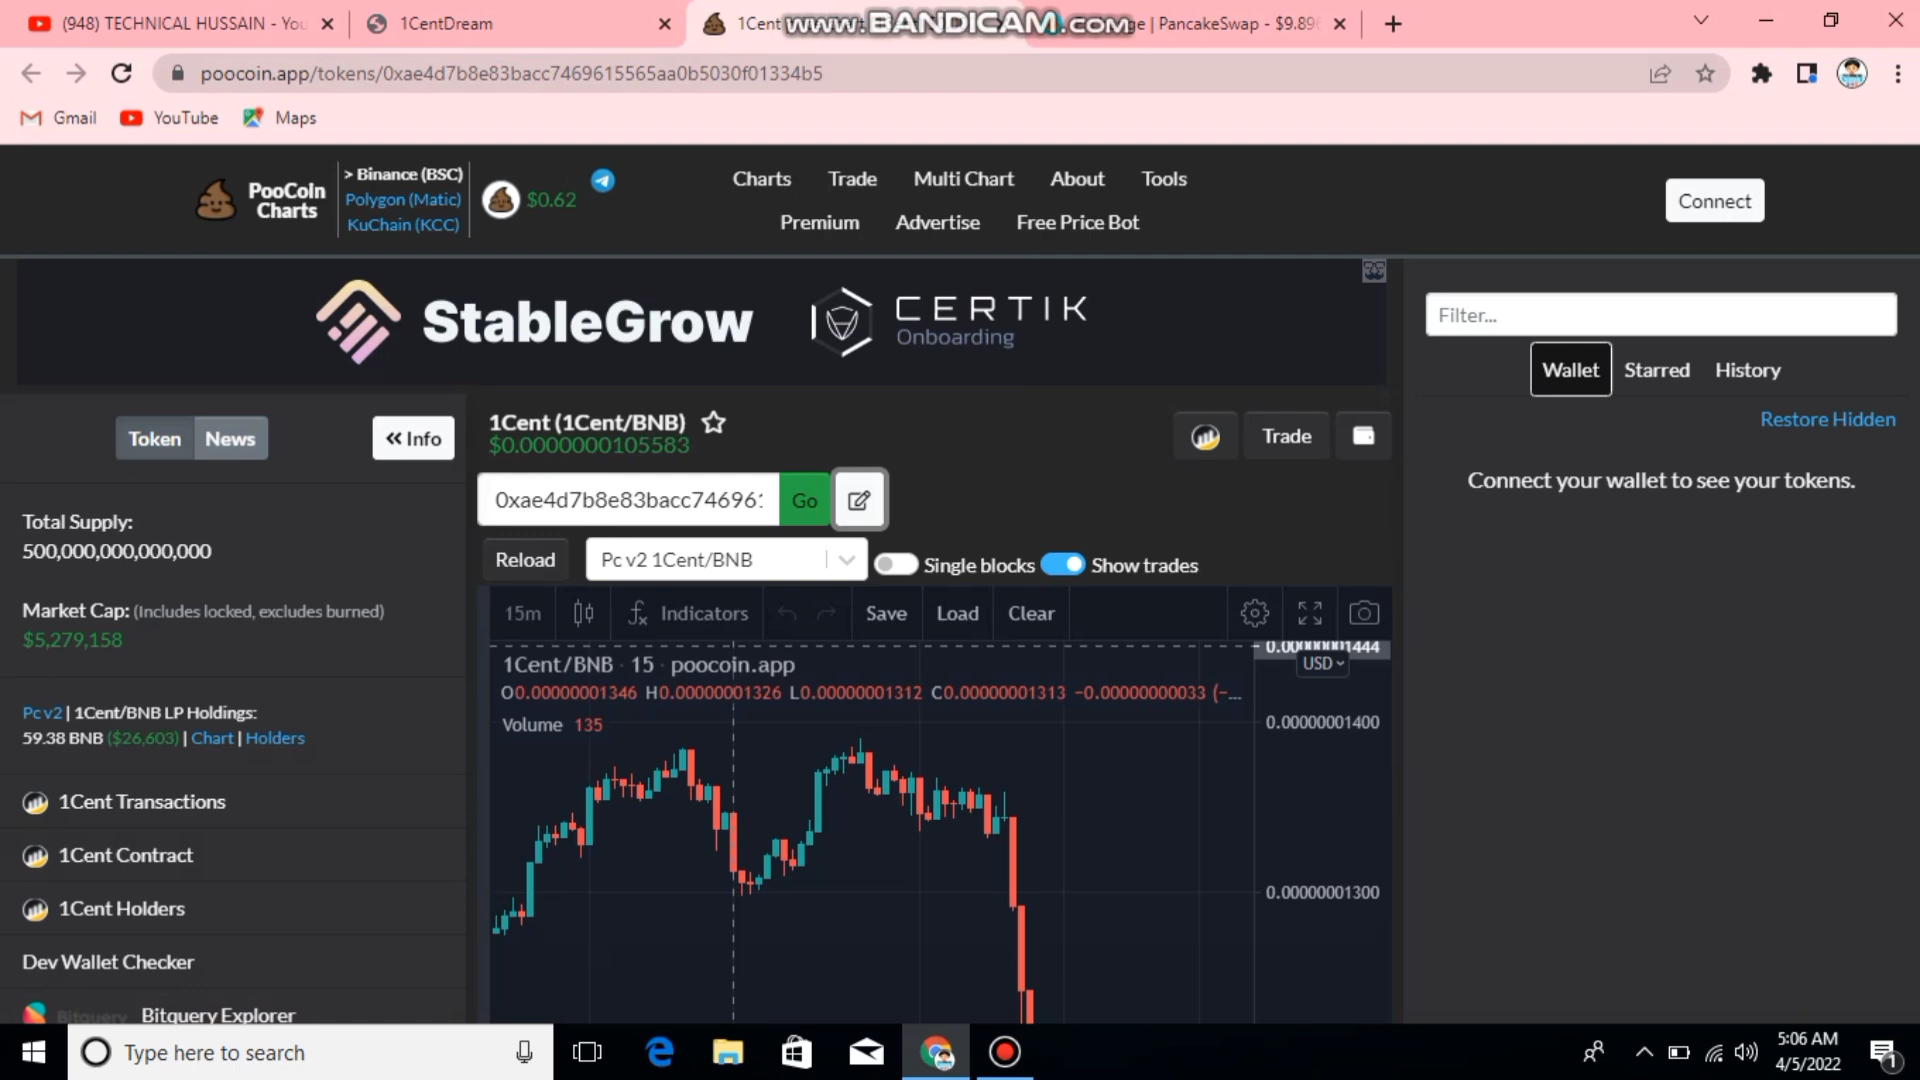 (948) TECHNICAL HUSSAIN - You
1CentDream
1Cent
www.BANDICAM.com
ge | PancakeSwap - $9.896
poocoin.app/tokens/0xae4d7b8e83bacc7469615565aa0b5030f01334b5
Gmail
YouTube
Maps
PooCoin
Charts
> Binance (BSC)
Polygon (Matic)
KuChain (KCC)
$0.62
Charts Trade Multi Chart About Tools
Premium Advertise Free Price Bot
Connect
StableGrow
CERTIK
Onboarding
Filter...
Wallet Starred History
Restore Hidden
Connect your wallet to see your tokens.
Token News
« Info
Total Supply:
500,000,000,000,000
Market Cap: (Includes locked, excludes burned)
$5,279,158
Pc v2 | 1Cent/BNB LP Holdings:
59.38 BNB ($26,603) | Chart | Holders
1Cent Transactions
1Cent Contract
1Cent Holders
Dev Wallet Checker
Bitquery Bitquery Explorer
1Cent (1Cent/BNB)
$0.0000000105583
Trade
0xae4d7b8e83bacc746961
Go
Reload
Pc v2 1Cent/BNB
Single blocks
Show trades
15m
Indicators
Save
Load
Clear
1Cent/BNB · 15 · poocoin.app
O0.00000001346 H0.00000001326 L0.00000001312 C0.00000001313 −0.00000000033 (−...
Volume 135
0.00000001444
USD
0.00000001400
0.00000001300
Type here to search
5:06 AM
4/5/2022
1